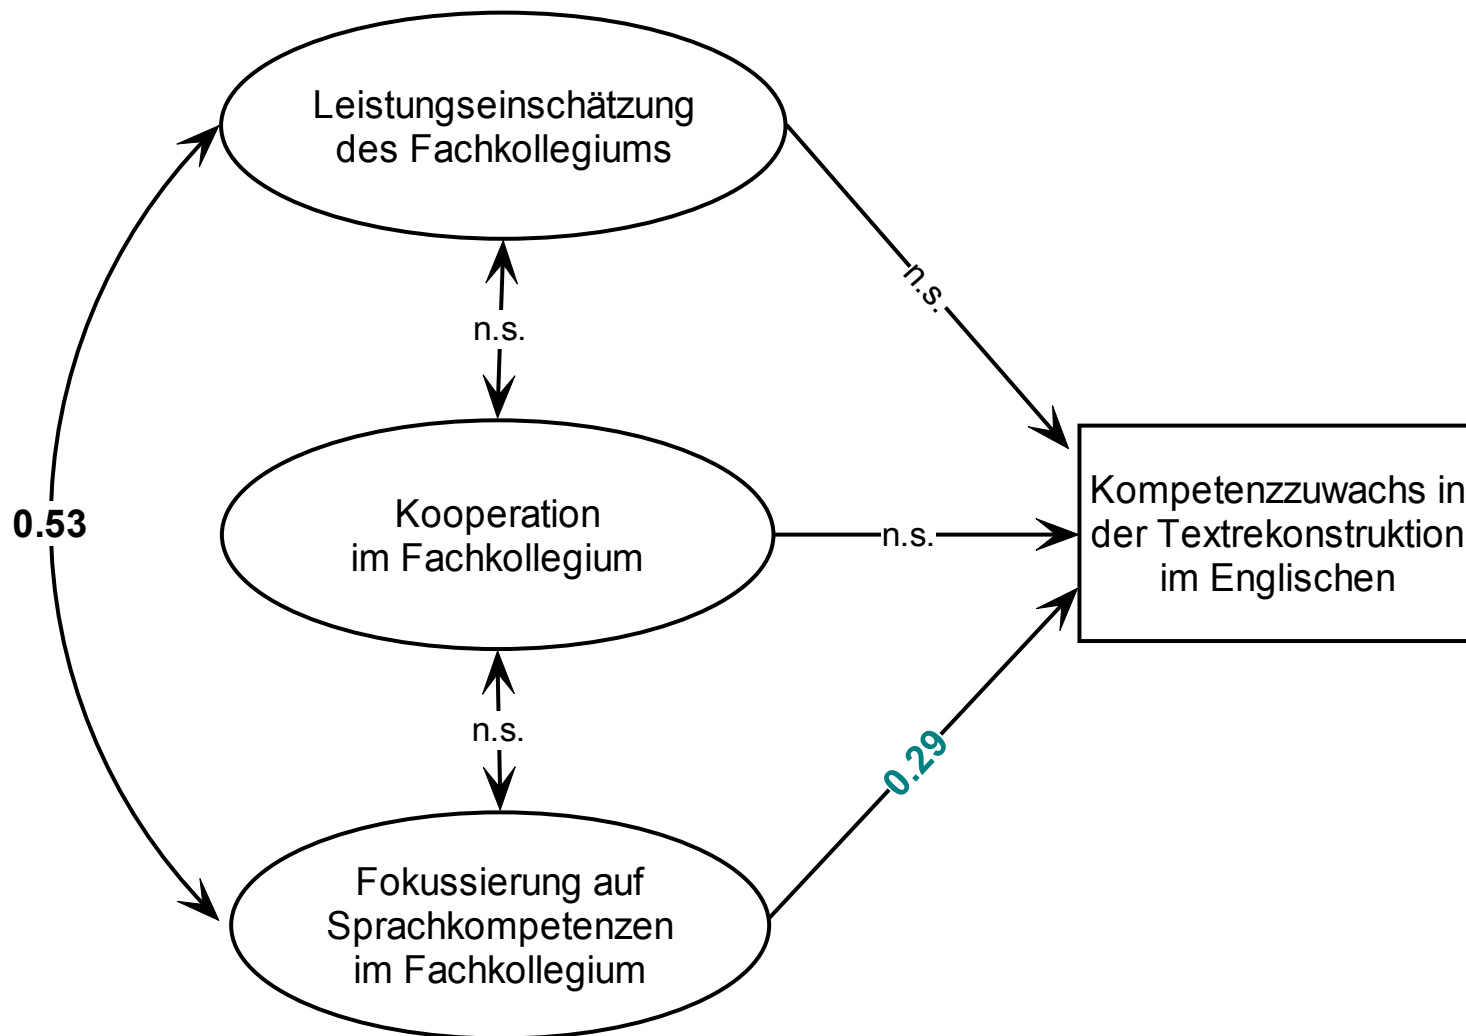 Leistungseinschätzung
des Fachkollegiums
n.s.
n.s.
Kooperation
im Fachkollegium
0.53
n.s.
Kompetenzzuwachs in
der Textrekonstruktion
im Englischen
n.s.
0.29
Fokussierung auf
Sprachkompetenzen
im Fachkollegium